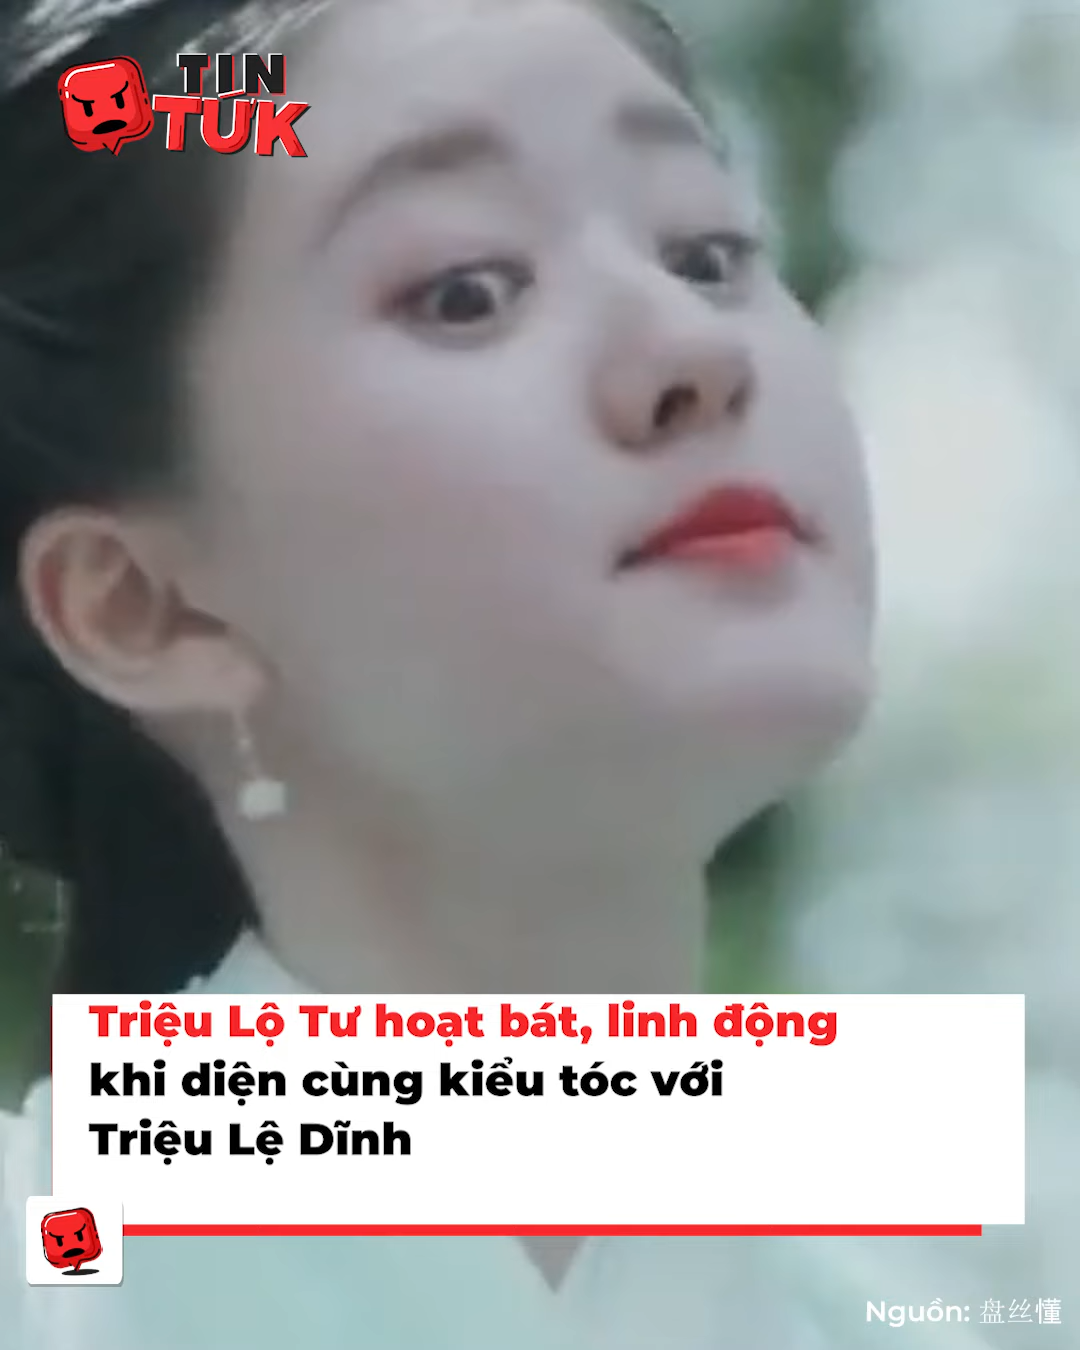 TIN
TỨK
Triệu Lộ Tư hoạt bát, linh động
khi diện cùng kiểu tóc với
Triệu Lệ Dĩnh
Nguồn: 盘丝懂